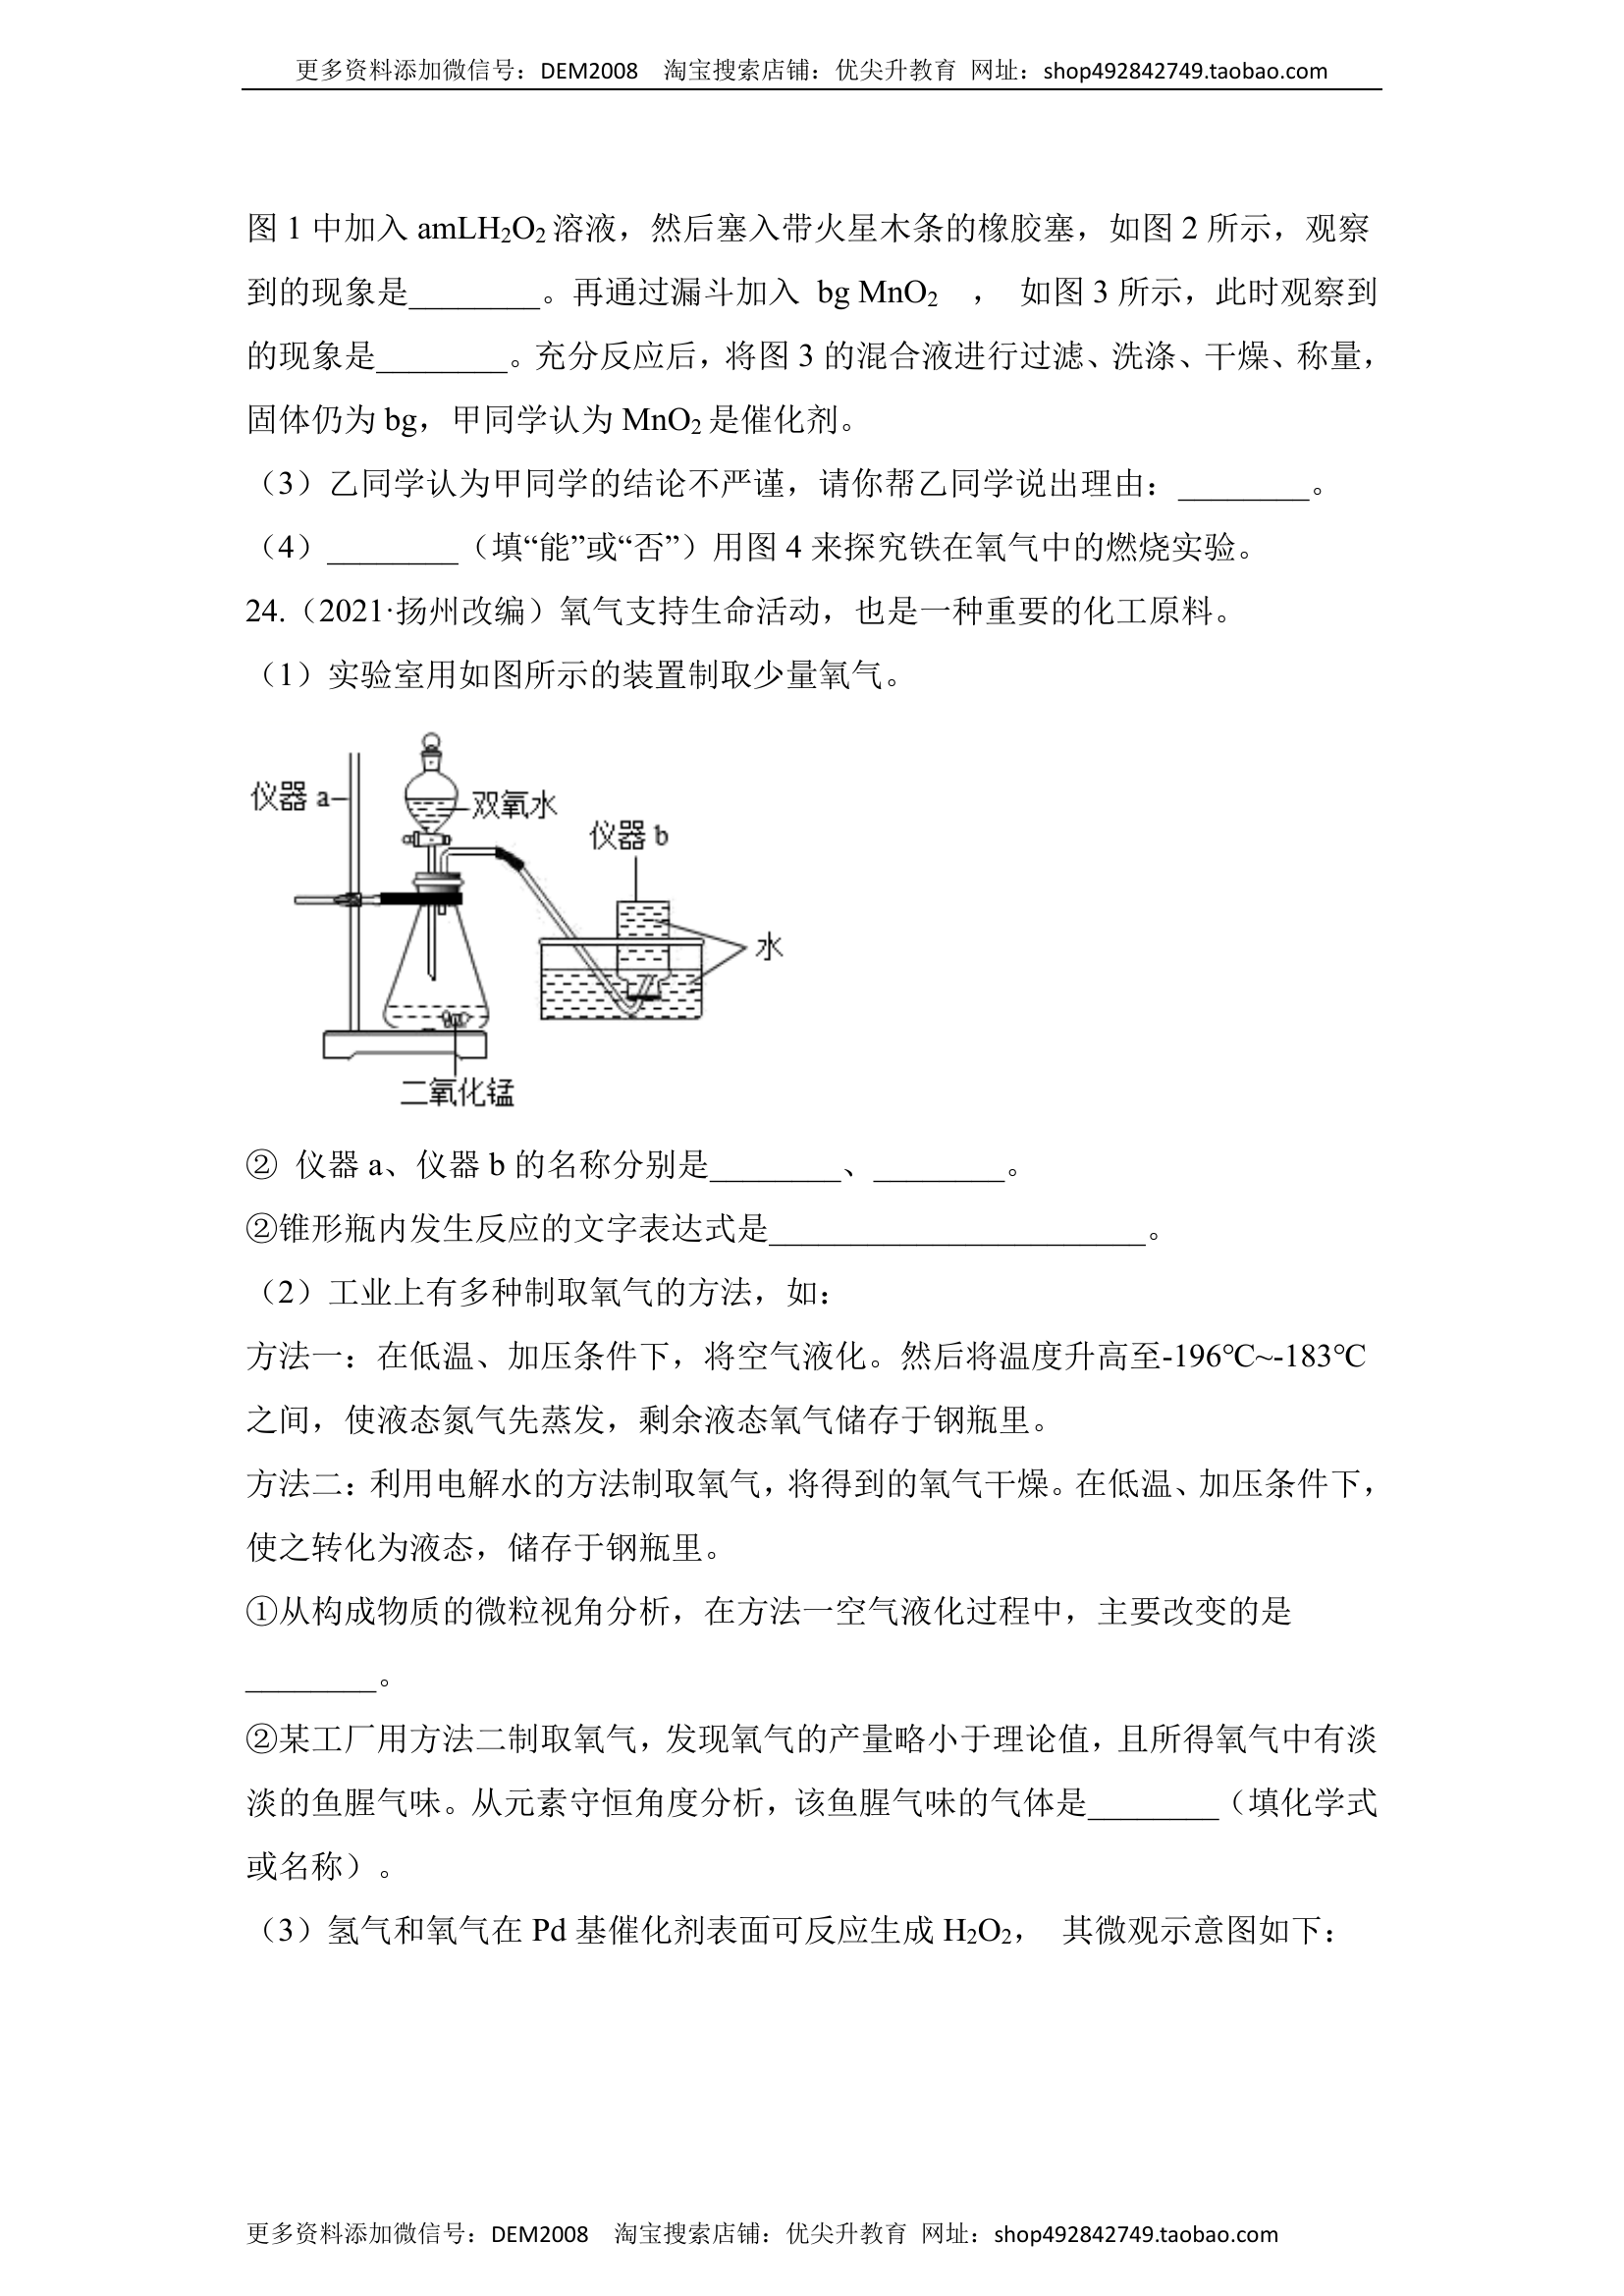 更多资料添加微信号：DEM2008 淘宝搜索店铺：优尖升教育 网址：shop492842749.taobao.com
图 1 中加入 amLH₂O₂ 溶液，然后塞入带火星木条的橡胶塞，如图 2 所示，观察
到的现象是________。再通过漏斗加入 bg MnO₂ ， 如图 3 所示，此时观察到
的现象是________。充分反应后，将图 3 的混合液进行过滤、洗涤、干燥、称量，
固体仍为 bg，甲同学认为 MnO₂ 是催化剂。
（3）乙同学认为甲同学的结论不严谨，请你帮乙同学说出理由：________。
（4）________（填“能”或“否”）用图 4 来探究铁在氧气中的燃烧实验。
24.（2021·扬州改编）氧气支持生命活动，也是一种重要的化工原料。
（1）实验室用如图所示的装置制取少量氧气。
仪器 a
双氧水
仪器 b
水
二氧化锰
② 仪器 a、仪器 b 的名称分别是________、________。
②锥形瓶内发生反应的文字表达式是_______________________。
（2）工业上有多种制取氧气的方法，如：
方法一：在低温、加压条件下，将空气液化。然后将温度升高至-196℃~-183℃
之间，使液态氮气先蒸发，剩余液态氧气储存于钢瓶里。
方法二：利用电解水的方法制取氧气，将得到的氧气干燥。在低温、加压条件下，
使之转化为液态，储存于钢瓶里。
①从构成物质的微粒视角分析，在方法一空气液化过程中，主要改变的是
________。
②某工厂用方法二制取氧气，发现氧气的产量略小于理论值，且所得氧气中有淡
淡的鱼腥气味。从元素守恒角度分析，该鱼腥气味的气体是________（填化学式
或名称）。
（3）氢气和氧气在 Pd 基催化剂表面可反应生成 H₂O₂， 其微观示意图如下：
更多资料添加微信号：DEM2008 淘宝搜索店铺：优尖升教育 网址：shop492842749.taobao.com